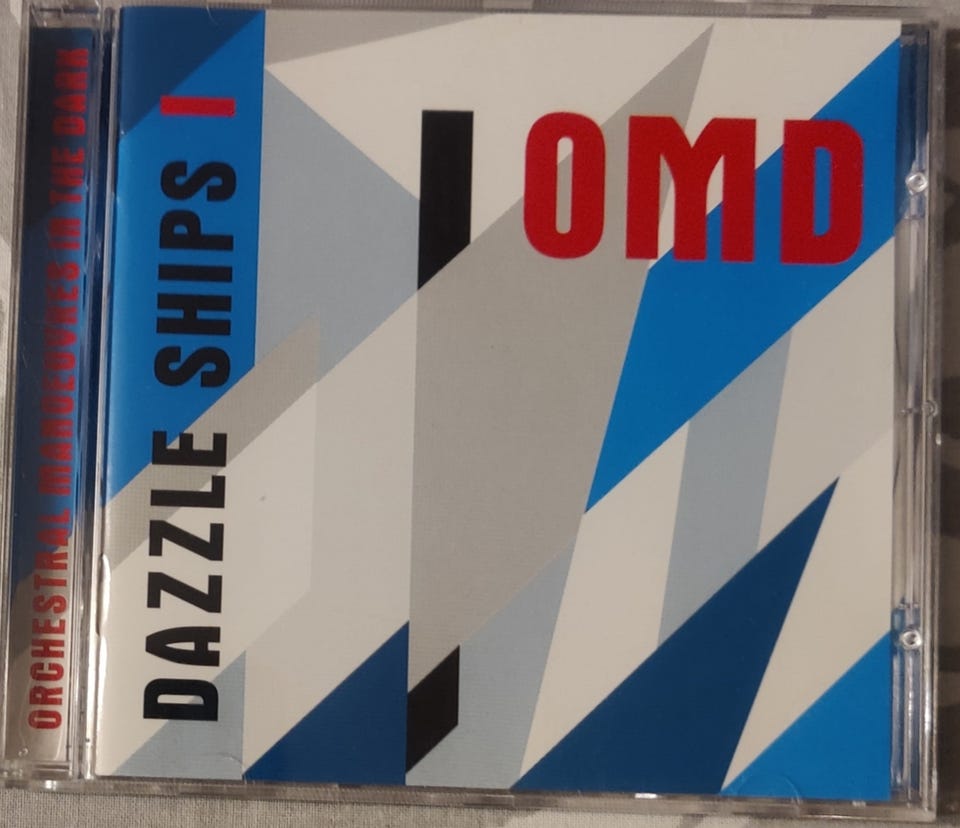 ORCHESTRAL MANOEUVRES IN THE DARK
DAZZLE SHIPS I
OMD